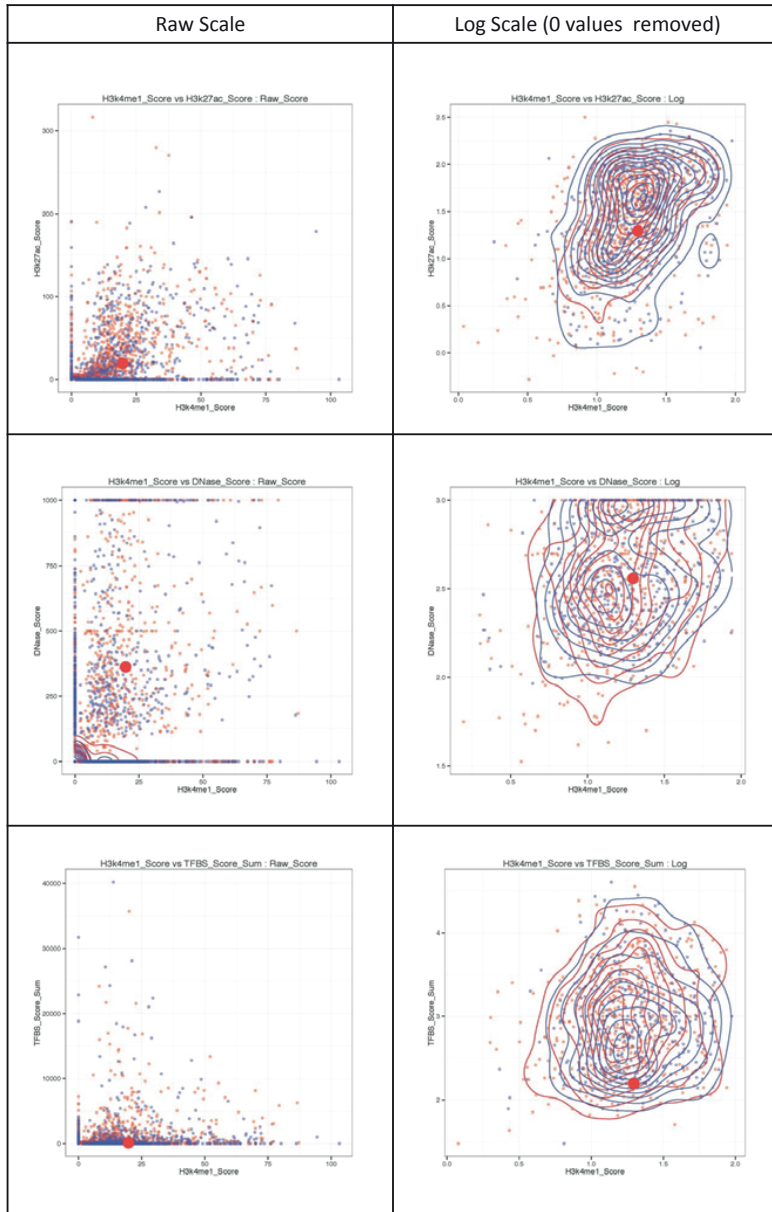 Raw Scale
Log Scale (0 values removed)
H3k4me1_Score vs H3k27ac_Score : Raw_Score
300
200
100
0
H3k27ac_Score
0 25 50 75 100
H3k4me1_Score
H3k4me1_Score vs H3k27ac_Score : Log
2.5
2.0
1.5
1.0
0.5
0.0
H3k27ac_Score
0.0 0.5 1.0 1.5 2.0
H3k4me1_Score
H3k4me1_Score vs DNase_Score : Raw_Score
1000
750
500
250
0
DNase_Score
0 25 50 75 100
H3k4me1_Score
H3k4me1_Score vs DNase_Score : Log
3.0
2.5
2.0
1.5
DNase_Score
0.5 1.0 1.5 2.0
H3k4me1_Score
H3k4me1_Score vs TFBS_Score_Sum : Raw_Score
40000
30000
20000
10000
0
TFBS_Score_Sum
0 25 50 75 100
H3k4me1_Score
H3k4me1_Score vs TFBS_Score_Sum : Log
4
3
2
TFBS_Score_Sum
0.0 0.5 1.0 1.5 2.0
H3k4me1_Score